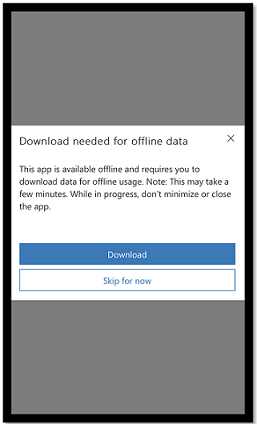 Download needed for offline data
This app is available offline and requires you to
download data for offline usage. Note: This may take a
few minutes. While in progress, don't minimize or close
the app.
Download
Skip for now